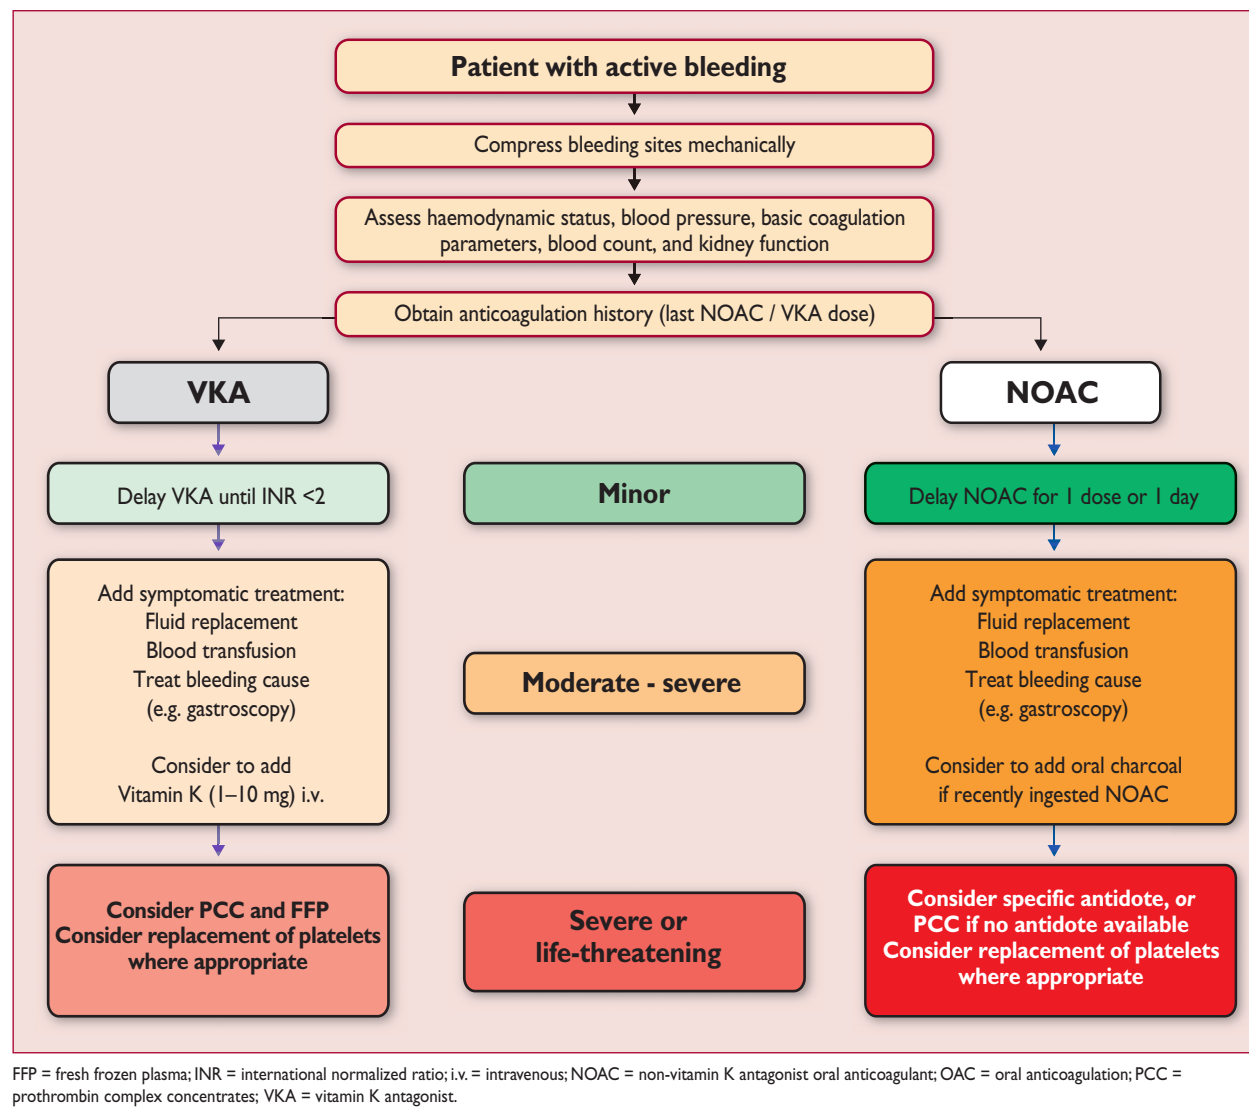 Patient with active bleeding
Compress bleeding sites mechanically
Assess haemodynamic status, blood pressure, basic coagulation
parameters, blood count, and kidney function
Obtain anticoagulation history (last NOAC / VKA dose)
VKA
NOAC
Delay VKA until INR <2
Minor
Delay NOAC for 1 dose or 1 day
Add symptomatic treatment:
Fluid replacement
Blood transfusion
Treat bleeding cause
(e.g. gastroscopy)
Consider to add
Vitamin K (1–10 mg) i.v.
Moderate - severe
Add symptomatic treatment:
Fluid replacement
Blood transfusion
Treat bleeding cause
(e.g. gastroscopy)
Consider to add oral charcoal
if recently ingested NOAC
Consider PCC and FFP
Consider replacement of platelets
where appropriate
Severe or
life-threatening
Consider specific antidote, or
PCC if no antidote available
Consider replacement of platelets
where appropriate
FFP = fresh frozen plasma; INR = international normalized ratio; i.v. = intravenous; NOAC = non-vitamin K antagonist oral anticoagulant; OAC = oral anticoagulation; PCC =
prothrombin complex concentrates; VKA = vitamin K antagonist.